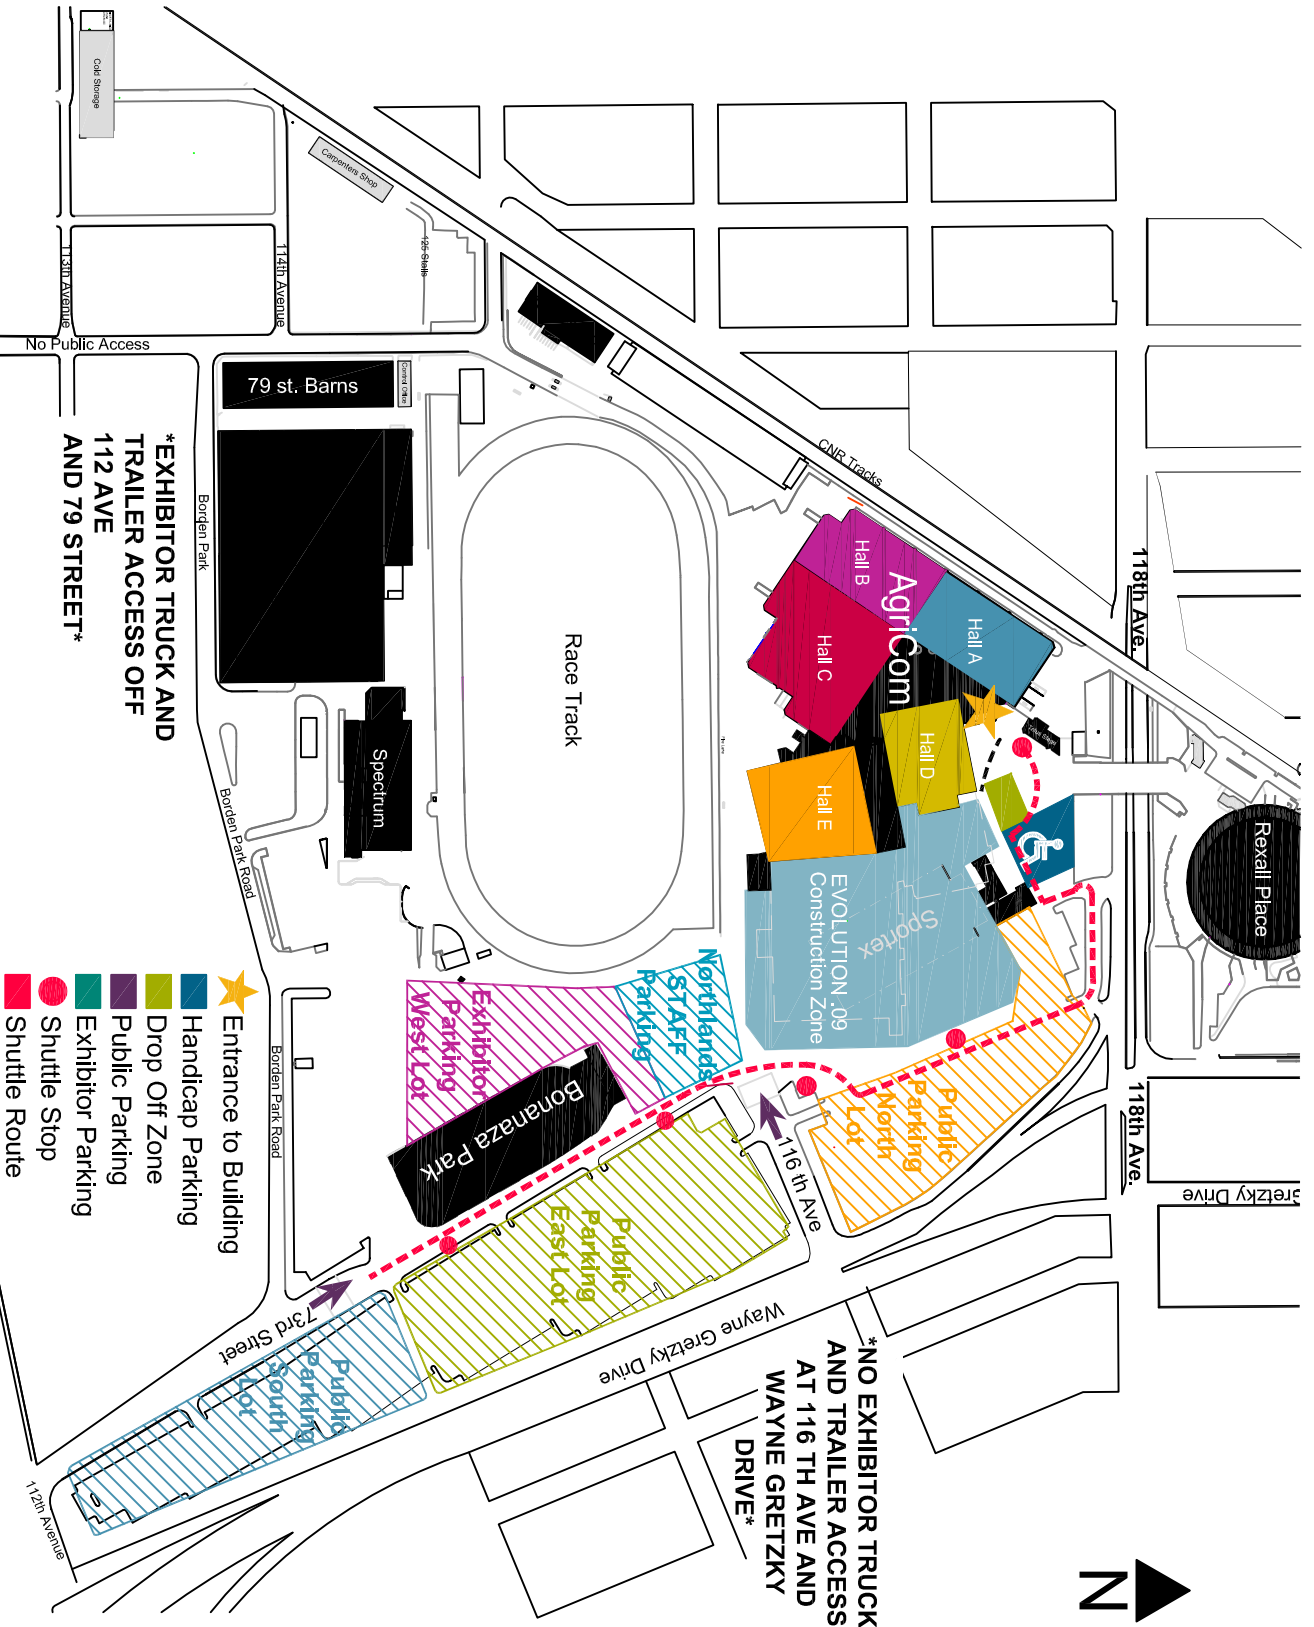 Cold Storage
Carpenters Shop
125 Stalls
113th Avenue
114th Avenue
No Public Access
79 st. Barns
Control Office
*EXHIBITOR TRUCK AND
TRAILER ACCESS OFF
112 AVE
AND 79 STREET*
Borden Park
Borden Park Road
Borden Park Road
Spectrum
Race Track
CNR Tracks
118th Ave.
118th Ave.
AgriCom
Hall A
Hall B
Hall C
Hall D
Hall E
EVOLUTION .09
Construction Zone
Sportex
Rexall Place
Northlands
STAFF
Parking
Exhibitor
Parking
West Lot
Bonanaza Park
Public
Parking
North
Lot
116 th Ave
Public
Parking
East Lot
Public
Parking
South
Lot
73rd Street
Wayne Gretzky Drive
Gretzky Drive
112th Avenue
*NO EXHIBITOR TRUCK
AND TRAILER ACCESS
AT 116 TH AVE AND
WAYNE GRETZKY
DRIVE*
Entrance to Building
Handicap Parking
Drop Off Zone
Public Parking
Exhibitor Parking
Shuttle Stop
Shuttle Route
N